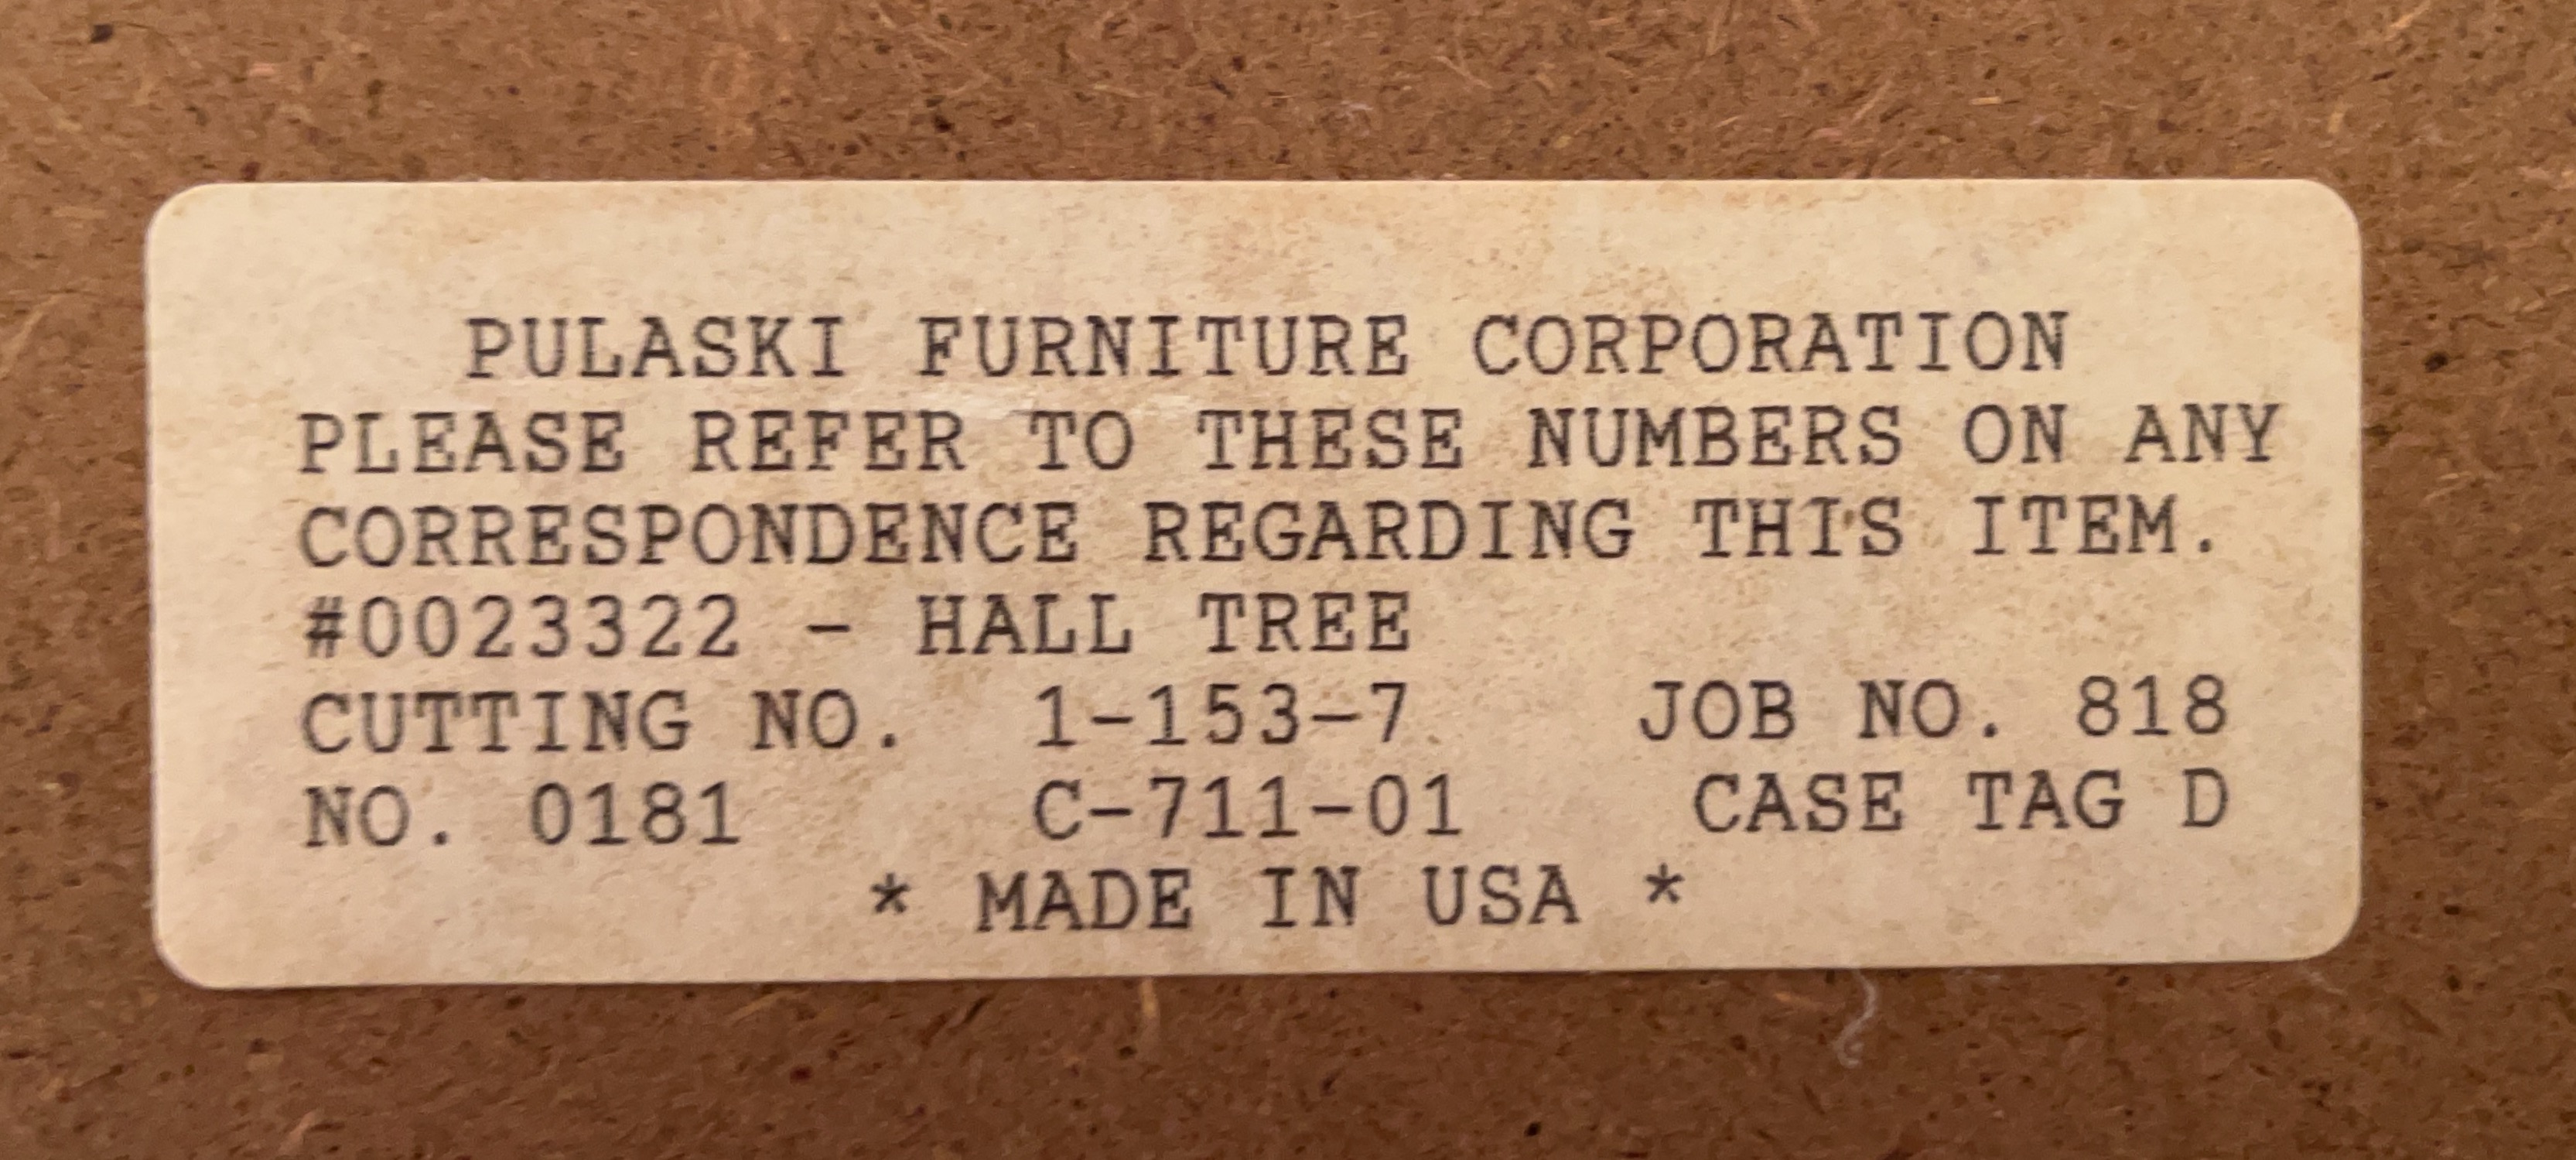 PULASKI FURNITURE CORPORATION
PLEASE REFER TO THESE NUMBERS ON ANY
CORRESPONDENCE REGARDING THIS ITEM.
#0023322 - HALL TREE
CUTTING NO. 1-153-7 JOB NO. 818
NO. 0181 C-711-01 CASE TAG D
* MADE IN USA *